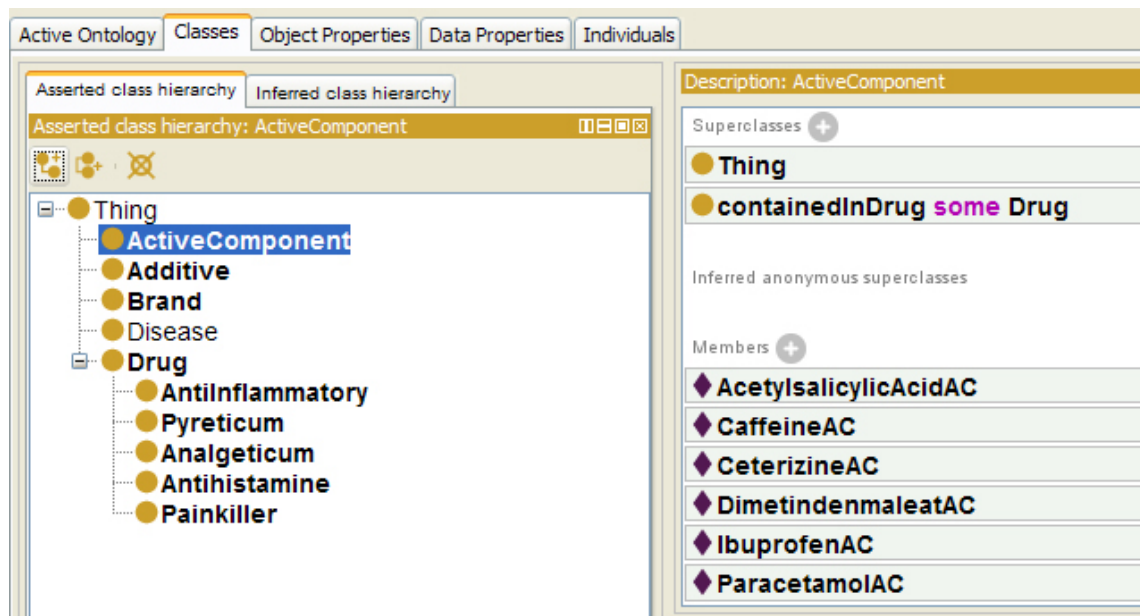 Active Ontology Classes Object Properties Data Properties Individuals
Asserted class hierarchy Inferred class hierarchy
Asserted class hierarchy: ActiveComponent
Thing
ActiveComponent
Additive
Brand
Disease
Drug
AntiInflammatory
Pyreticum
Analgeticum
Antihistamine
Painkiller
Description: ActiveComponent
Superclasses
Thing
containedInDrug some Drug
Inferred anonymous superclasses
Members
AcetylsalicylicAcidAC
CaffeineAC
CeterizineAC
DimetindenmaleatAC
IbuprofenAC
ParacetamolAC